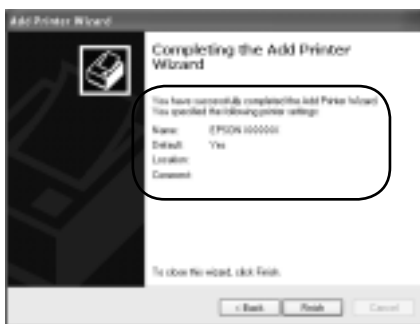 Add Printer Wizard
Completing the Add Printer
Wizard
You have successfully completed the Add Printer Wizard.
You specified the following printer settings:
Name: EPSON
Default: Yes
Location:
Comment:
To close this wizard, click Finish.
< Back Finish Cancel